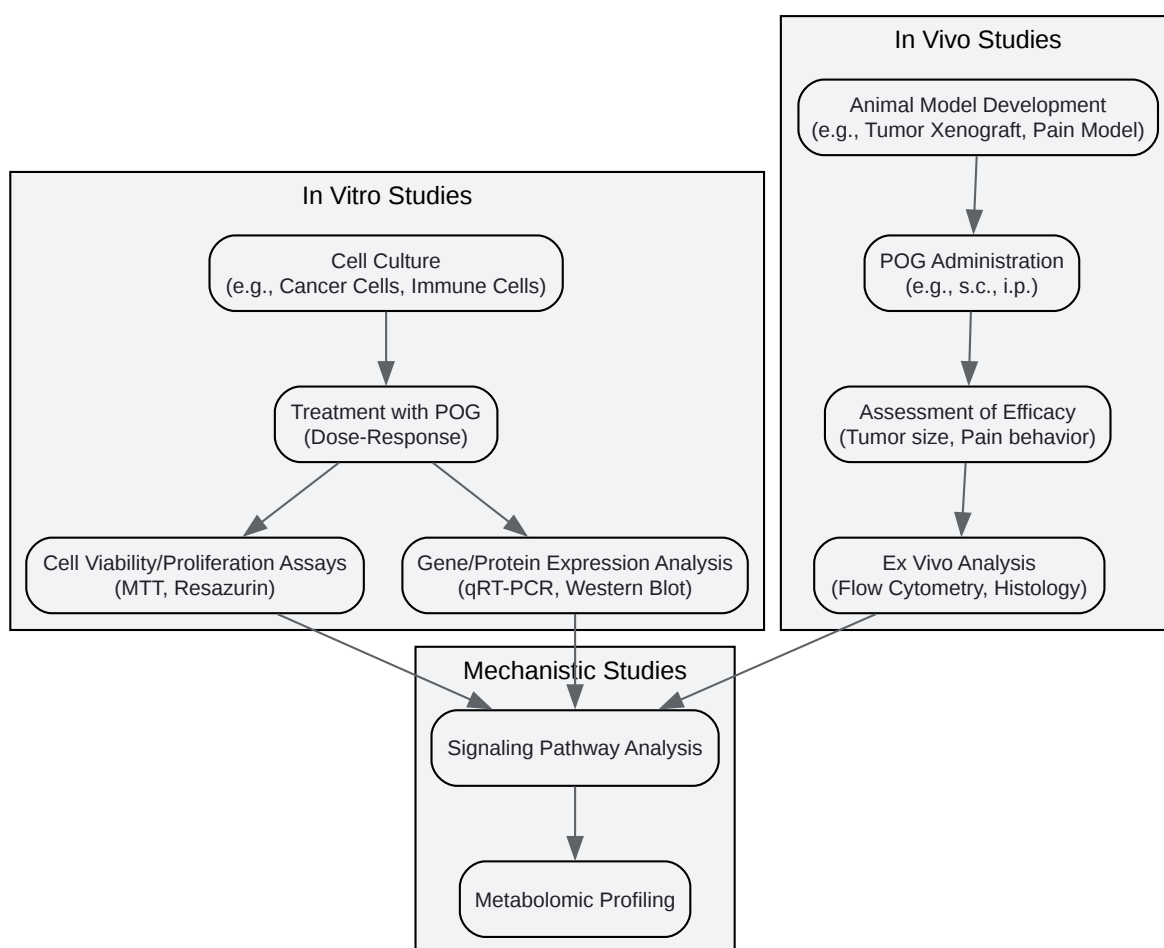 In Vitro Studies
Cell Culture
(e.g., Cancer Cells, Immune Cells)
Treatment with POG
(Dose-Response)
Cell Viability/Proliferation Assays
(MTT, Resazurin)
Gene/Protein Expression Analysis
(qRT-PCR, Western Blot)
In Vivo Studies
Animal Model Development
(e.g., Tumor Xenograft, Pain Model)
POG Administration
(e.g., s.c., i.p.)
Assessment of Efficacy
(Tumor size, Pain behavior)
Ex Vivo Analysis
(Flow Cytometry, Histology)
Mechanistic Studies
Signaling Pathway Analysis
Metabolomic Profiling